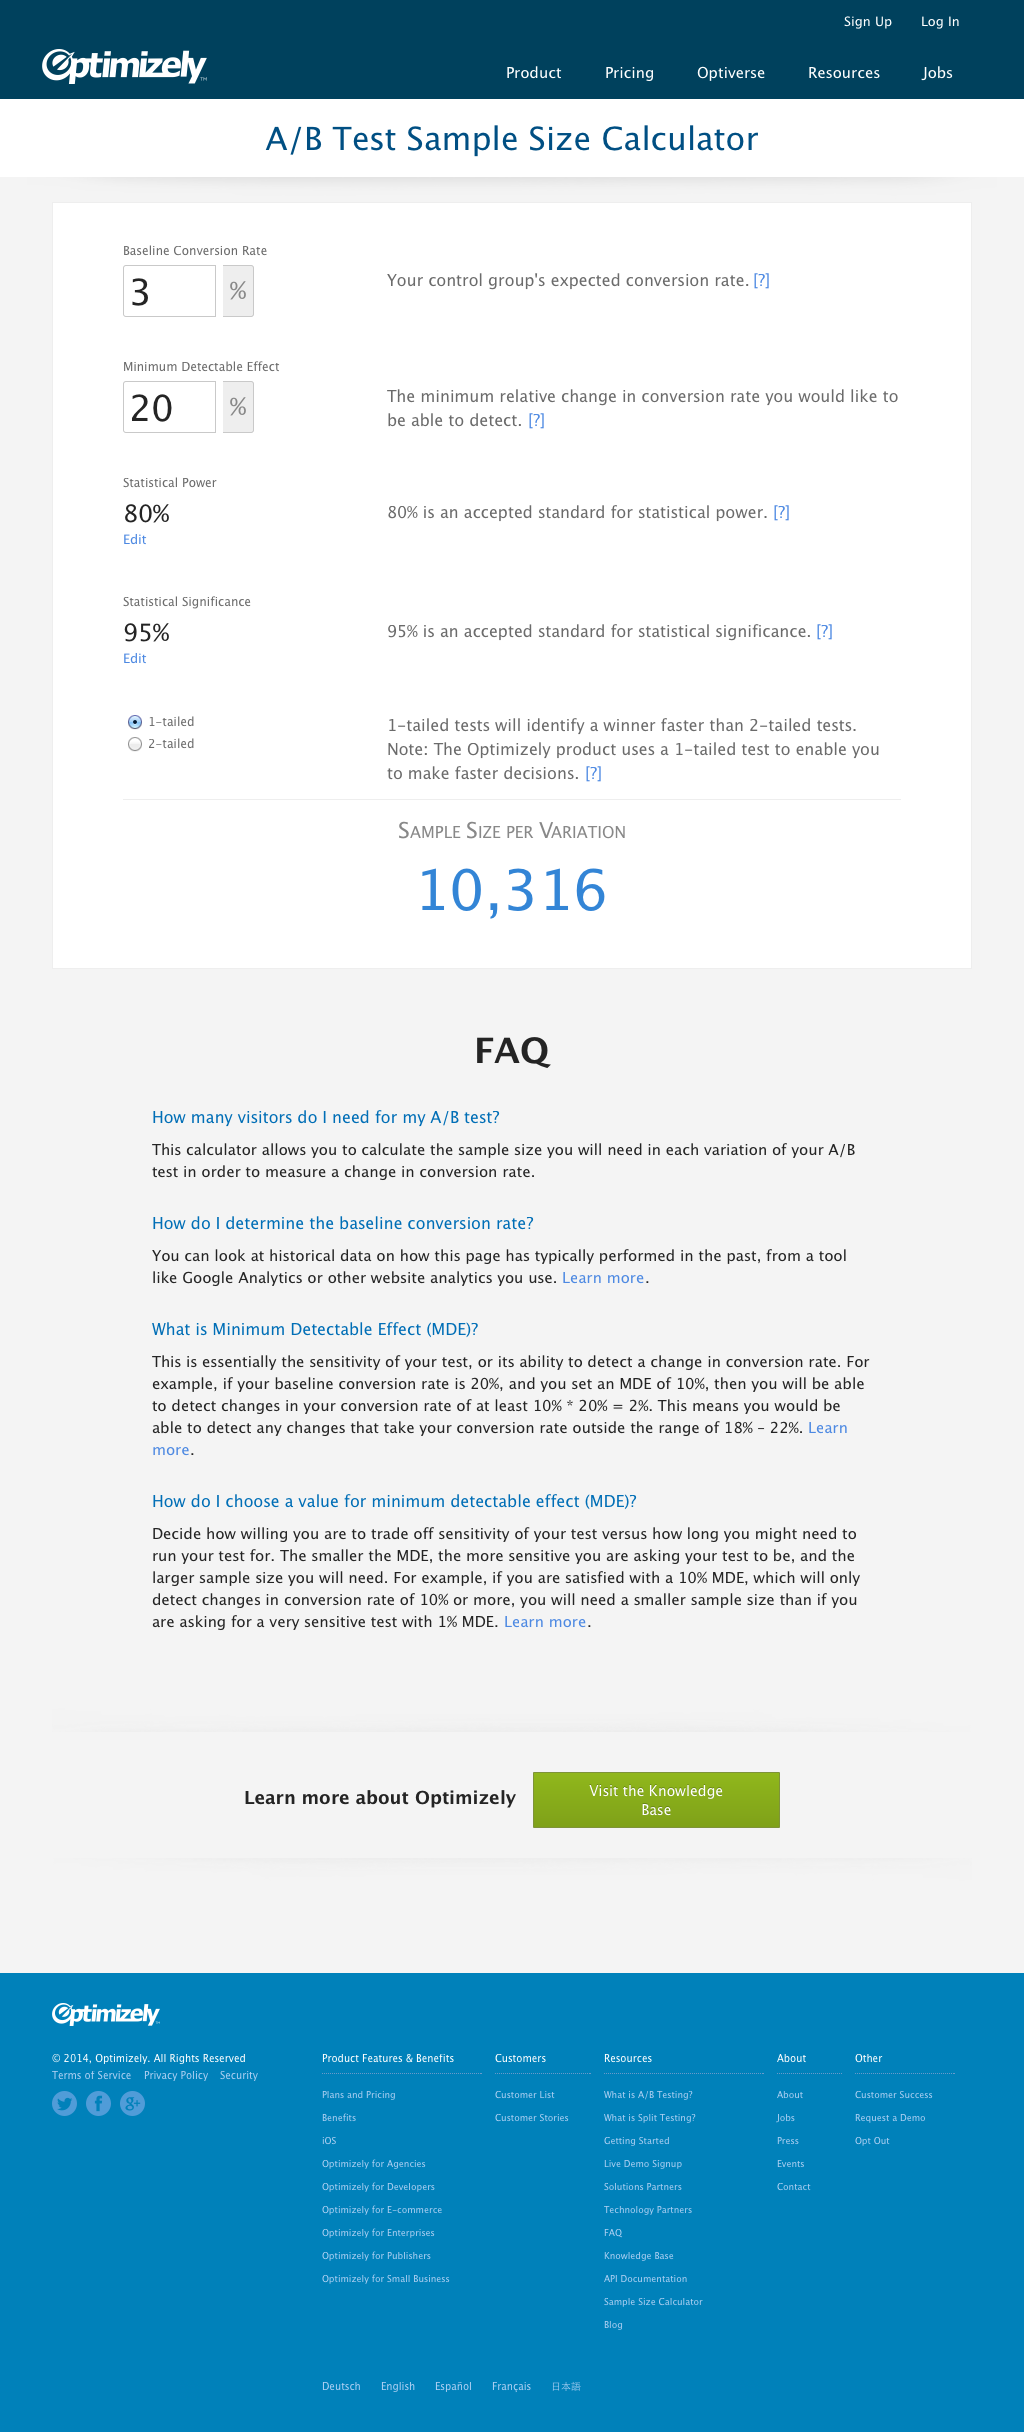 Sign Up Log In
Optimizely
Product Pricing Optiverse Resources Jobs
A/B Test Sample Size Calculator
Baseline Conversion Rate
3 %
Your control group's expected conversion rate. [?]
Minimum Detectable Effect
20 %
The minimum relative change in conversion rate you would like to
be able to detect. [?]
Statistical Power
80%
Edit
80% is an accepted standard for statistical power. [?]
Statistical Significance
95%
Edit
95% is an accepted standard for statistical significance. [?]
1-tailed
2-tailed
1-tailed tests will identify a winner faster than 2-tailed tests.
Note: The Optimizely product uses a 1-tailed test to enable you
to make faster decisions. [?]
Sample Size per Variation
10,316
FAQ
How many visitors do I need for my A/B test?
This calculator allows you to calculate the sample size you will need in each variation of your A/B
test in order to measure a change in conversion rate.
How do I determine the baseline conversion rate?
You can look at historical data on how this page has typically performed in the past, from a tool
like Google Analytics or other website analytics you use. Learn more.
What is Minimum Detectable Effect (MDE)?
This is essentially the sensitivity of your test, or its ability to detect a change in conversion rate. For
example, if your baseline conversion rate is 20%, and you set an MDE of 10%, then you will be able
to detect changes in your conversion rate of at least 10% * 20% = 2%. This means you would be
able to detect any changes that take your conversion rate outside the range of 18% – 22%. Learn
more.
How do I choose a value for minimum detectable effect (MDE)?
Decide how willing you are to trade off sensitivity of your test versus how long you might need to
run your test for. The smaller the MDE, the more sensitive you are asking your test to be, and the
larger sample size you will need. For example, if you are satisfied with a 10% MDE, which will only
detect changes in conversion rate of 10% or more, you will need a smaller sample size than if you
are asking for a very sensitive test with 1% MDE. Learn more.
Learn more about Optimizely
Visit the Knowledge
Base
Optimizely
© 2014, Optimizely. All Rights Reserved
Terms of Service Privacy Policy Security
Product Features & Benefits
Plans and Pricing
Benefits
iOS
Optimizely for Agencies
Optimizely for Developers
Optimizely for E-commerce
Optimizely for Enterprises
Optimizely for Publishers
Optimizely for Small Business
Customers
Customer List
Customer Stories
Resources
What is A/B Testing?
What is Split Testing?
Getting Started
Live Demo Signup
Solutions Partners
Technology Partners
FAQ
Knowledge Base
API Documentation
Sample Size Calculator
Blog
About
About
Jobs
Press
Events
Contact
Other
Customer Success
Request a Demo
Opt Out
Deutsch English Español Français 日本語